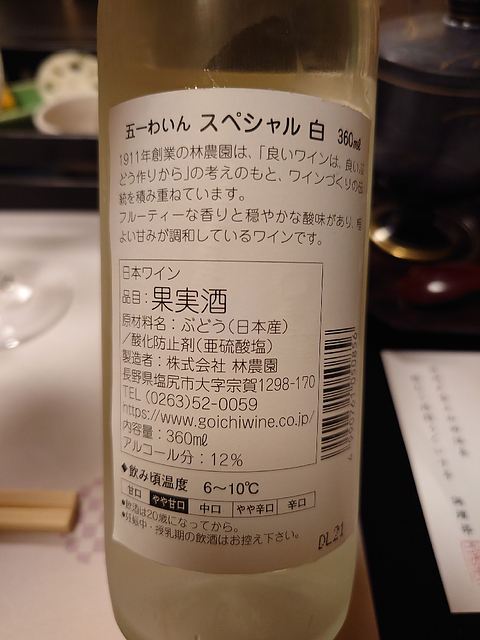 五一わいん スペシャル 白 360㎖
1911年創業の林農園は、「良いワインは、良いぶ
どう作りから」の考えのもと、ワインづくりの伝
統を積み重ねています。
フルーティーな香りと穏やかな酸味があり、程
よい甘みが調和しているワインです。
日本ワイン
品目：果実酒
原材料名：ぶどう（日本産）
／酸化防止剤（亜硫酸塩）
製造者：株式会社 林農園
長野県塩尻市大字宗賀1298-170
TEL (0263)52-0059
https://www.goichiwine.co.jp/
内容量：360㎖
アルコール分：12%
◆飲み頃温度 6〜10℃
甘口 やや甘口 中口 やや辛口 辛口
●飲酒は20歳になってから。
●妊娠中・授乳期の飲酒はお控え下さい。
DL21